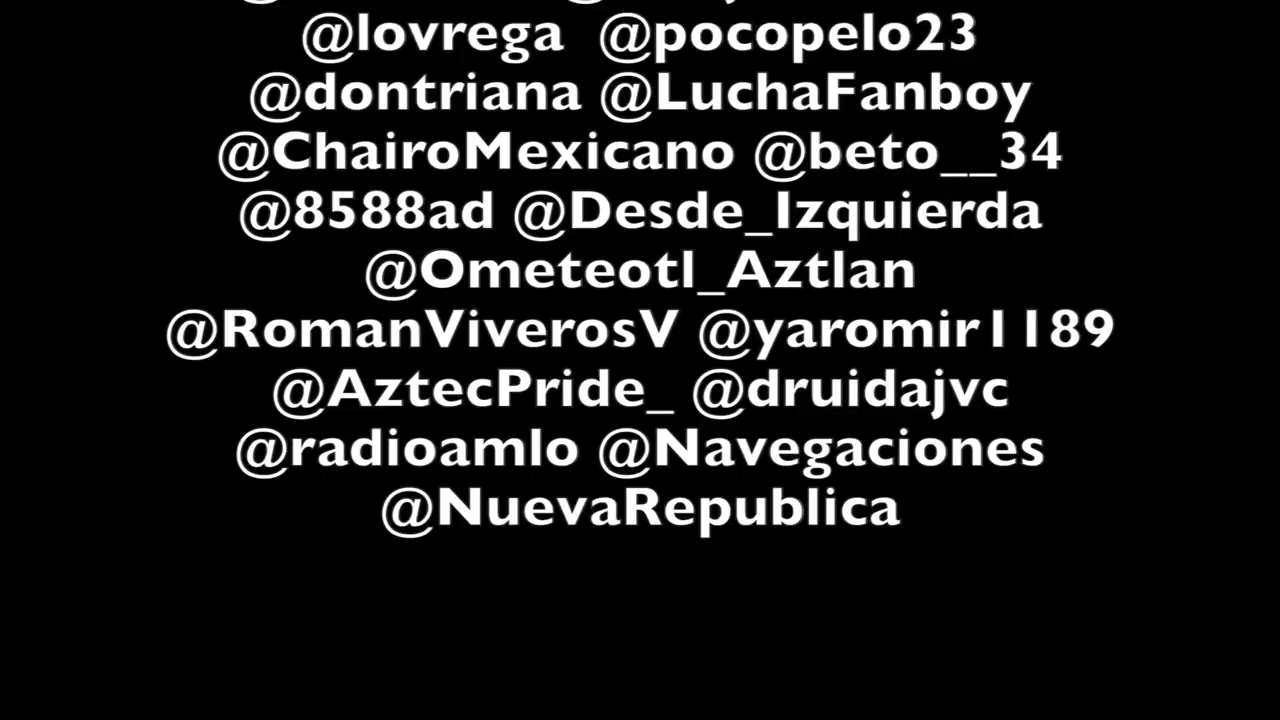 @lovrega @pocopelo23
@dontriana @LuchaFanboy
@ChairoMexicano @beto__34
@8588ad @Desde_Izquierda
@Ometeotl_Aztlan
@RomanViverosV @yaromir1189
@AztecPride_ @druidajvc
@radioamlo @Navegaciones
@NuevaRepublica